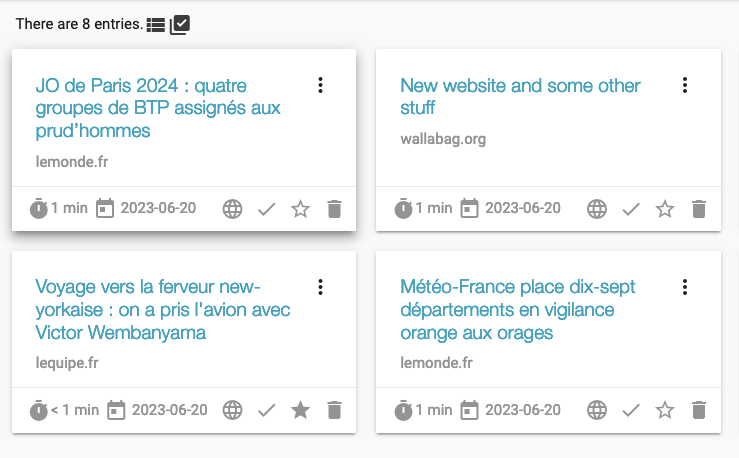 There are 8 entries.
JO de Paris 2024 : quatre
groupes de BTP assignés aux
prud’hommes
lemonde.fr
1 min 2023-06-20
New website and some other
stuff
wallabag.org
1 min 2023-06-20
Voyage vers la ferveur new-
yorkaise : on a pris l'avion avec
Victor Wembanyama
lequipe.fr
< 1 min 2023-06-20
Météo-France place dix-sept
départements en vigilance
orange aux orages
lemonde.fr
1 min 2023-06-20